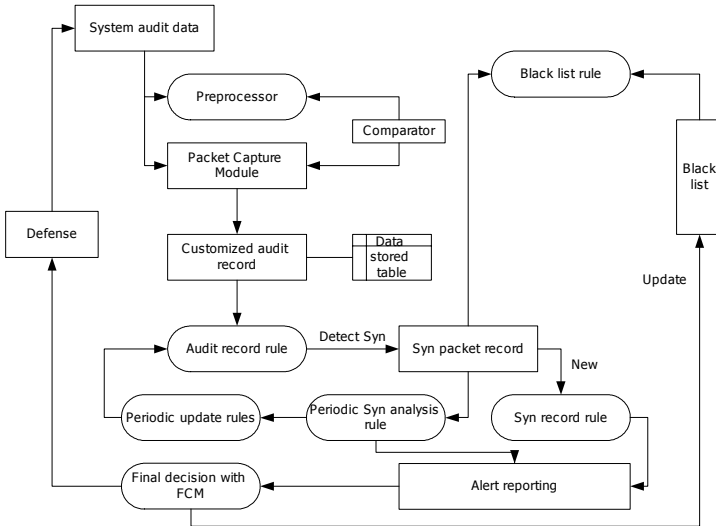 System audit data
Black list rule
Preprocessor
Comparator
Packet Capture
Module
Black
list
Defense
Customized audit
record
Data
stored
table
Update
Detect Syn
Audit record rule
Syn packet record
New
Periodic update rules
Periodic Syn analysis
rule
Syn record rule
Final decision with
FCM
Alert reporting